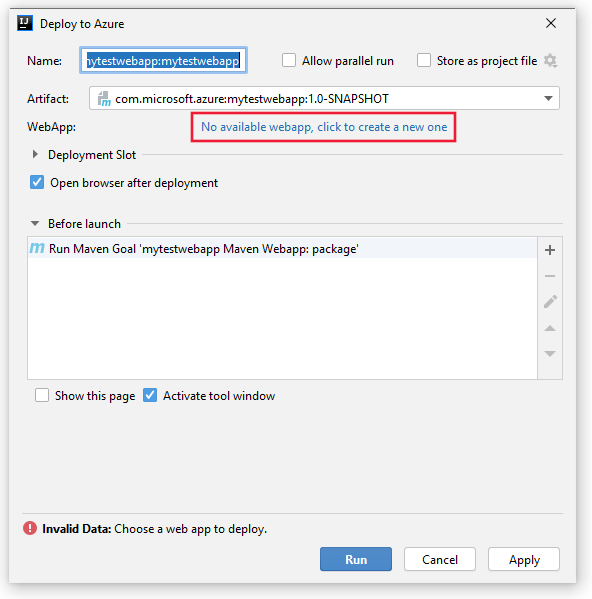 IJ Deploy to Azure
Name: mytestwebapp:mytestwebapp Allow parallel run Store as project file
Artifact: com.microsoft.azure:mytestwebapp:1.0-SNAPSHOT
WebApp: No available webapp, click to create a new one
Deployment Slot
Open browser after deployment
Before launch
m Run Maven Goal 'mytestwebapp Maven Webapp: package'
Show this page Activate tool window
Invalid Data: Choose a web app to deploy.
Run Cancel Apply